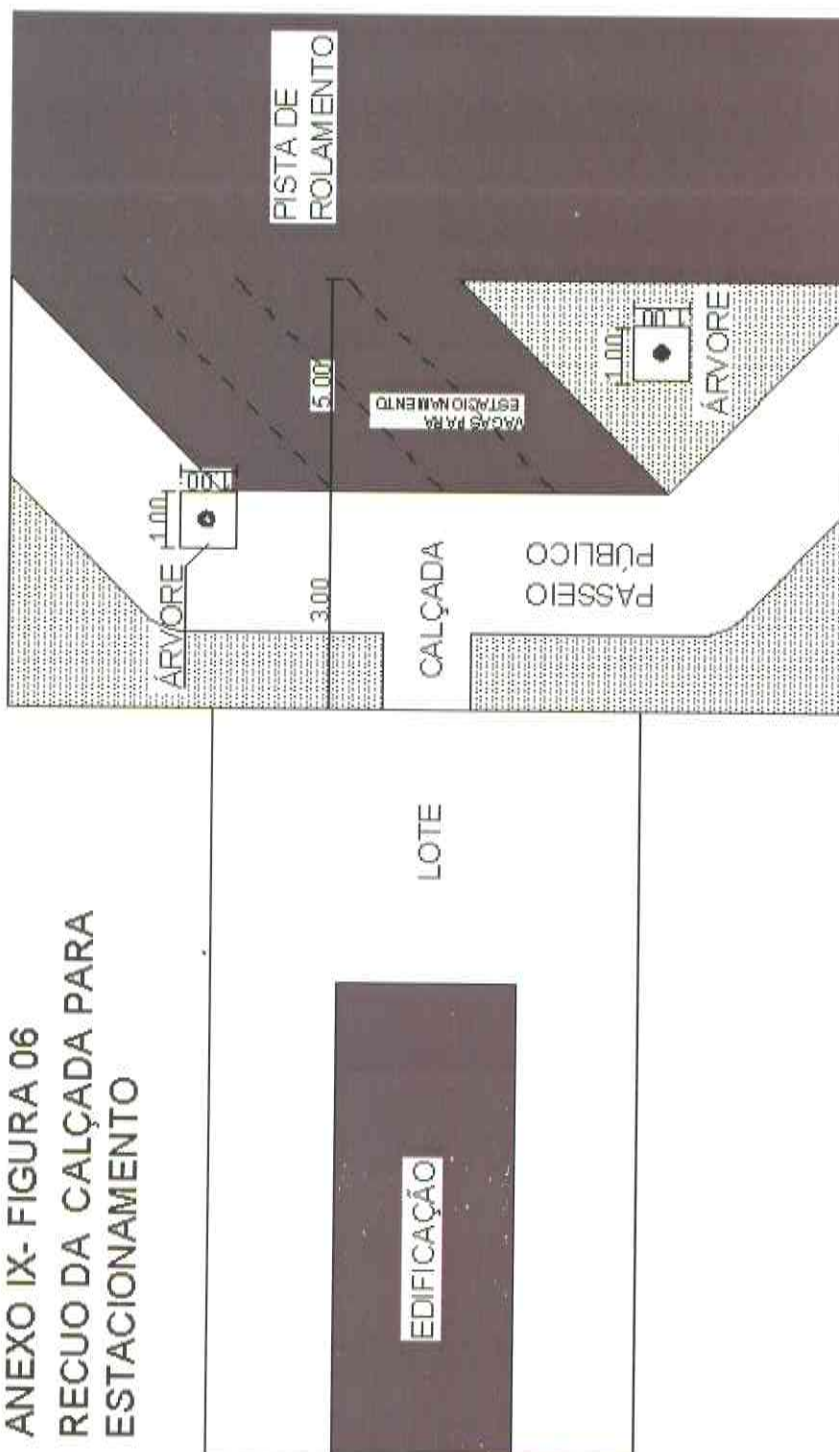 ANEXO IX- FIGURA 06
RECUO DA CALÇADA PARA
ESTACIONAMENTO
PISTA DE
ROLAMENTO
5.00
VAGAS PARA
ESTACIONAMENTO
1.00
1.00
ÁRVORE
1.00
1.00
ÁRVORE
3.00
CALÇADA
PASSEIO
PÚBLICO
LOTE
EDIFICAÇÃO